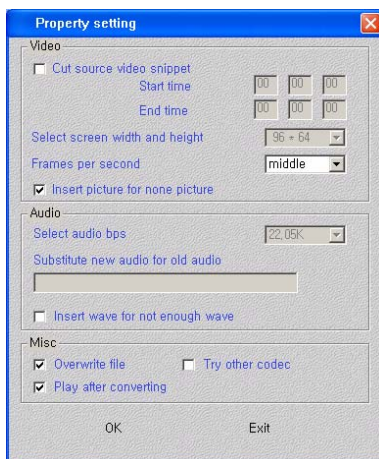 Property setting
Video
Cut source video snippet
Start time 00 00 00
End time 00 00 00
Select screen width and height 96 * 64
Frames per second middle
Insert picture for none picture
Audio
Select audio bps 22,05K
Substitute new audio for old audio
Insert wave for not enough wave
Misc
Overwrite file Try other codec
Play after converting
OK Exit